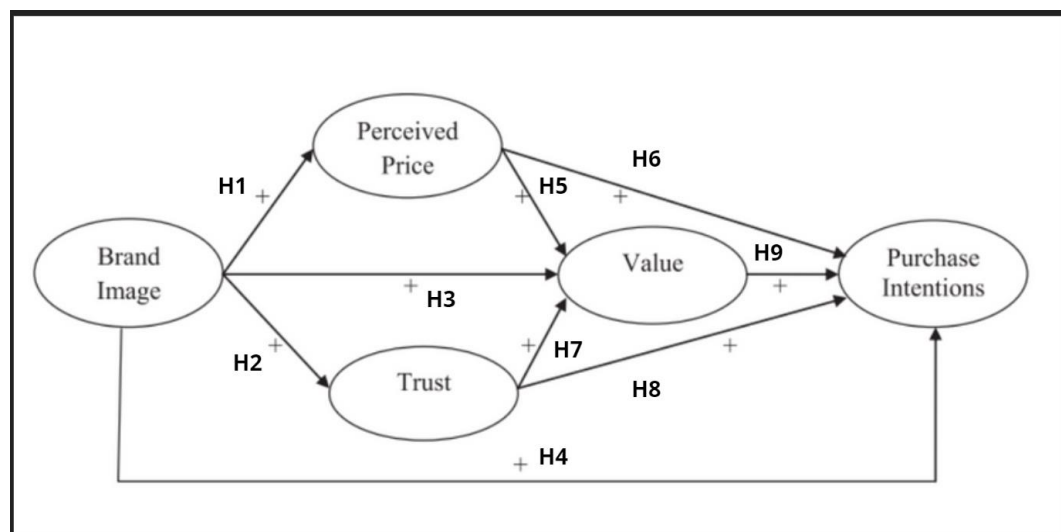 Perceived
Price
H6
H1
+
+
H5
+
Brand
Image
Value
H9
Purchase
Intentions
+
H3
+
H2
+
+
H7
+
Trust
H8
+
H4